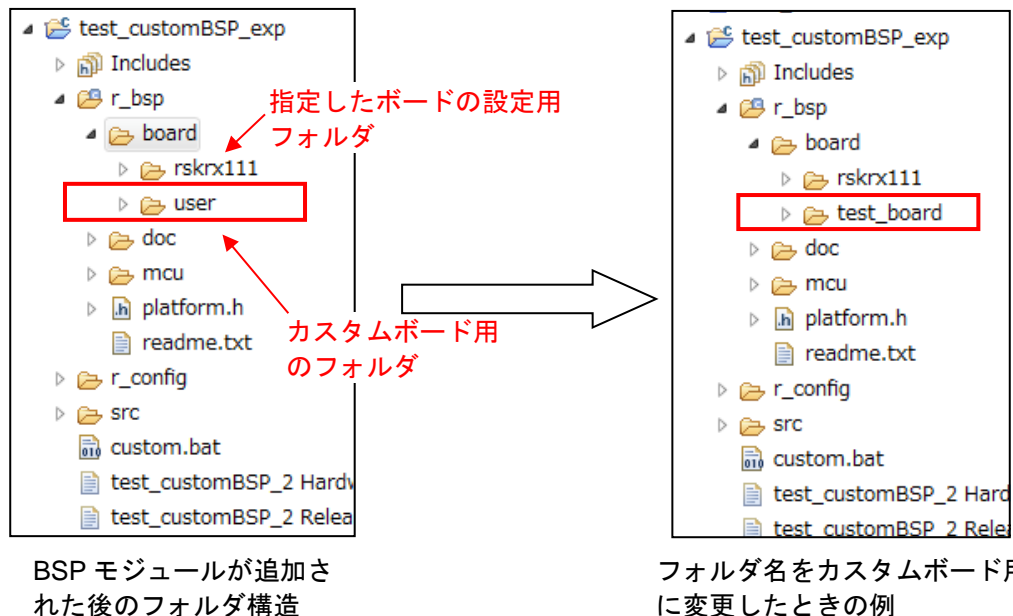 test_customBSP_exp
Includes
r_bsp
board
rskrx111
user
doc
mcu
platform.h
readme.txt
r_config
src
custom.bat
test_customBSP_2 Hardw
test_customBSP_2 Relea
指定したボードの設定用
フォルダ
カスタムボード用
のフォルダ
BSP モジュールが追加さ
れた後のフォルダ構造
test_customBSP_exp
Includes
r_bsp
board
rskrx111
test_board
doc
mcu
platform.h
readme.txt
r_config
src
custom.bat
test_customBSP_2 Hard
test_customBSP_2 Relea
フォルダ名をカスタムボード用
に変更したときの例